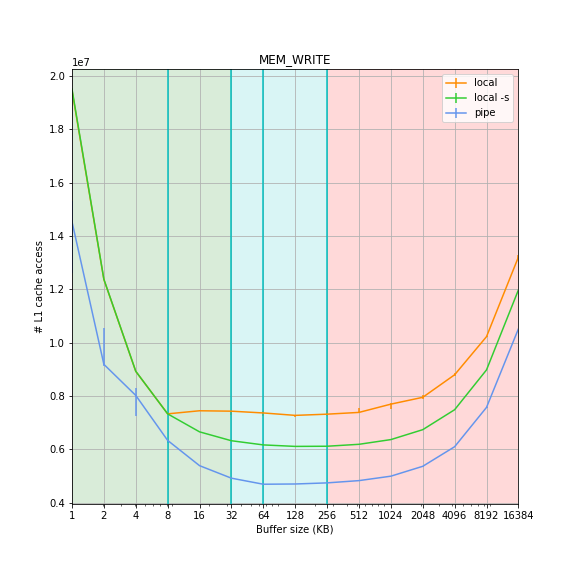 MEM_WRITE
1e7
local
local -s
pipe
# L1 cache access
2.0
1.8
1.6
1.4
1.2
1.0
0.8
0.6
0.4
1 2 4 8 16 32 64 128 256 512 1024 2048 4096 8192 16384
Buffer size (KB)